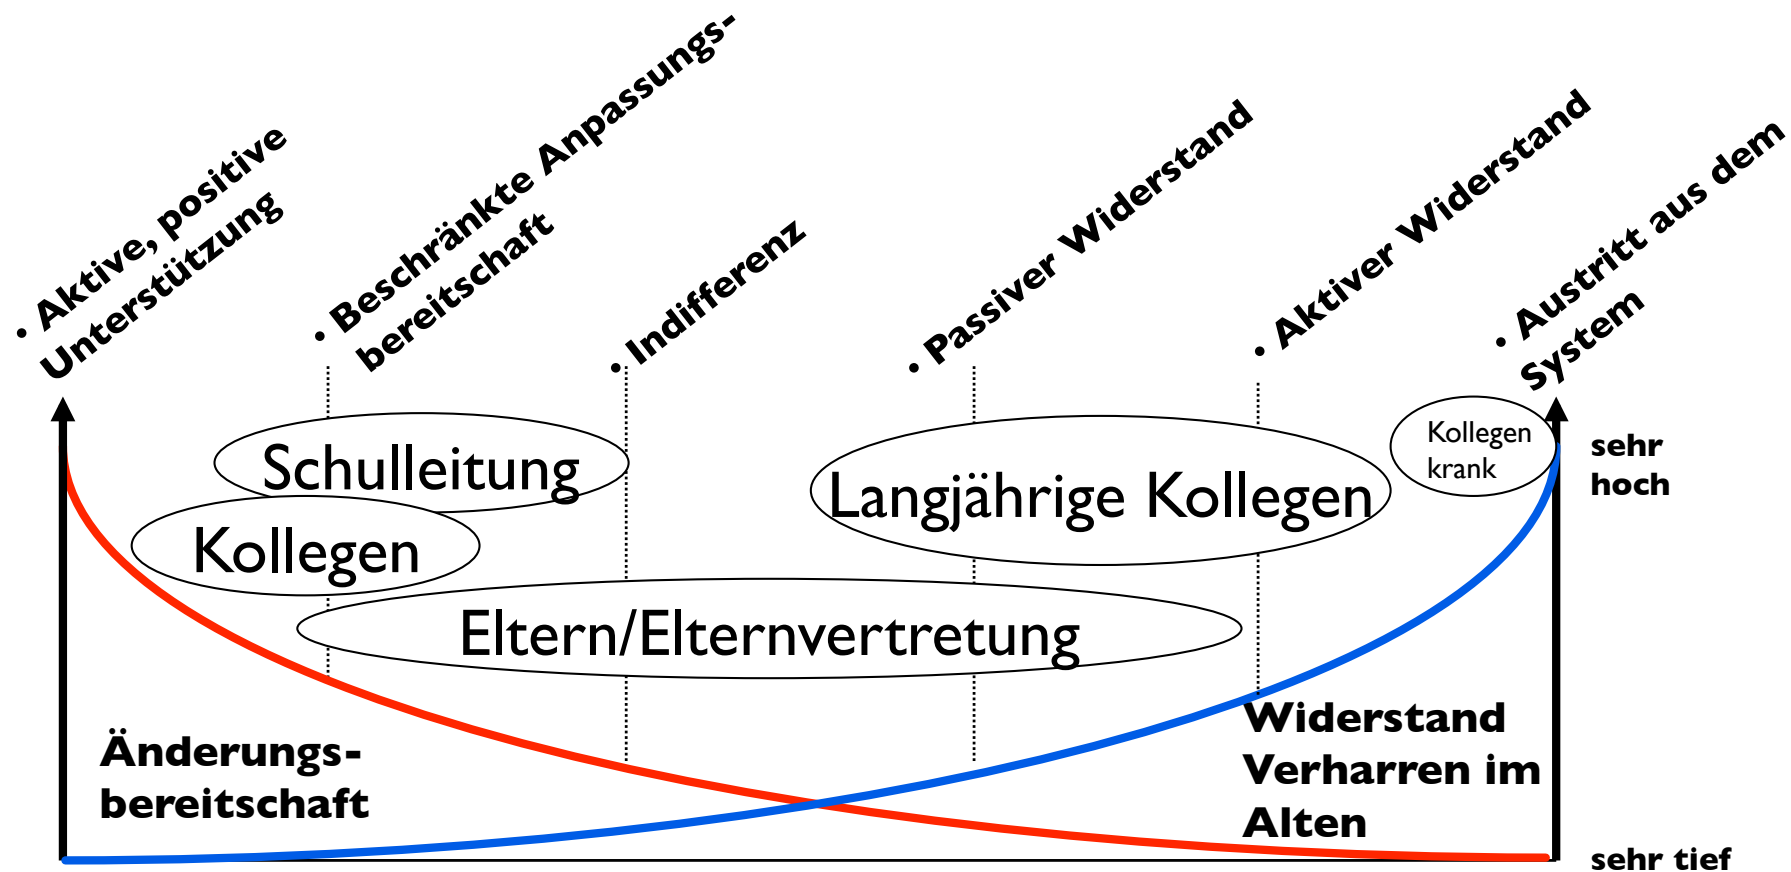 • Aktive, positive
Unterstützung
• Beschränkte Anpassungs-
bereitschaft
• Indifferenz
• Passiver Widerstand
• Aktiver Widerstand
• Austritt aus dem
System
Schulleitung
Kollegen
Eltern/Elternvertretung
Langjährige Kollegen
Kollegen
krank
sehr
hoch
Änderungs-
bereitschaft
Widerstand
Verharren im
Alten
sehr tief